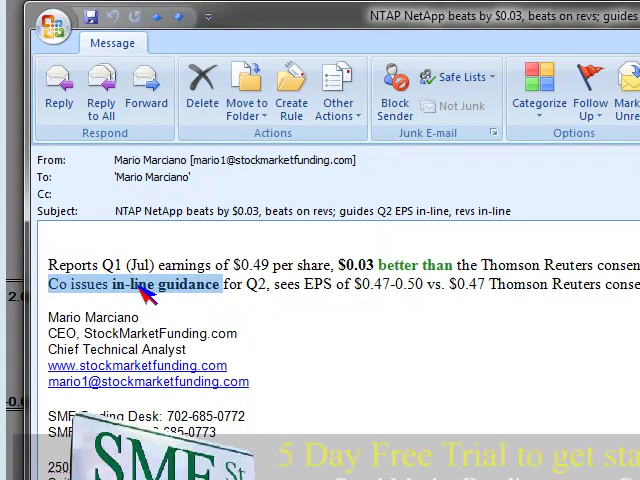 NTAP NetApp beats by $0.03, beats on revs; guides
Message
Reply
Reply to All
Forward
Delete
Move to Folder
Create Rule
Other Actions
Block Sender
Safe Lists
Not Junk
Categorize
Follow Up
Mark
Unre
Respond
Actions
Junk E-mail
Options
From: Mario Marciano [mario1@stockmarketfunding.com]
To: 'Mario Marciano'
Cc:
Subject: NTAP NetApp beats by $0.03, beats on revs; guides Q2 EPS in-line, revs in-line
Reports Q1 (Jul) earnings of $0.49 per share, $0.03 better than the Thomson Reuters consen
Co issues in-line guidance for Q2, sees EPS of $0.47-0.50 vs. $0.47 Thomson Reuters conse
Mario Marciano
CEO, StockMarketFunding.com
Chief Technical Analyst
www.stockmarketfunding.com
mario1@stockmarketfunding.com
Desk: 702-685-0772
-685-0773
250
SMF St
5 Day Free Trial to get sta